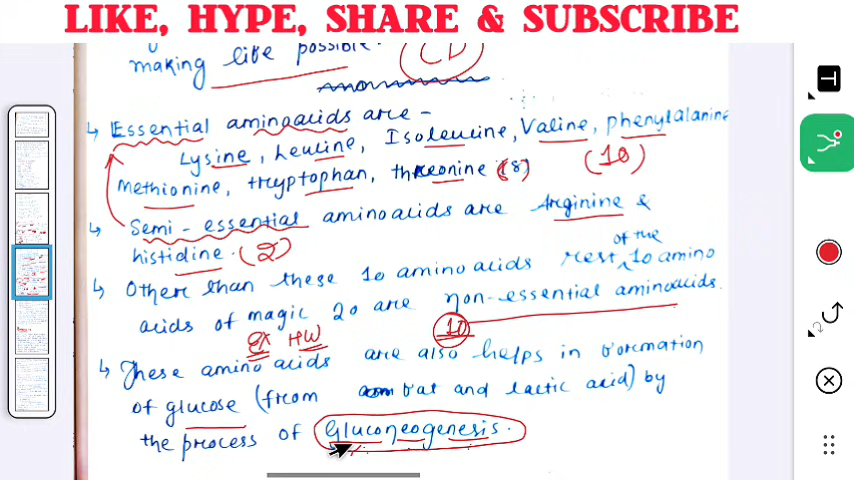 LIKE, HYPE, SHARE & SUBSCRIBE
making like possible.
↳ Essential aminoacids are -
Lysine, Leucine, Isoleucine, Valine, phenylalanine
Methionine, tryptophan, threonine (8) (10)
↳ Semi-essential aminoacids are Arginine &
histidine. (2)
↳ Other than these 10 aminoacids rest of the 10 amino
acids of magic 20 are non-essential aminoacids.
HW 10
↳ These amino acids are also helps in formation
of glucose (from fat and lactic acid) by
the process of Gluconeogenesis.
T